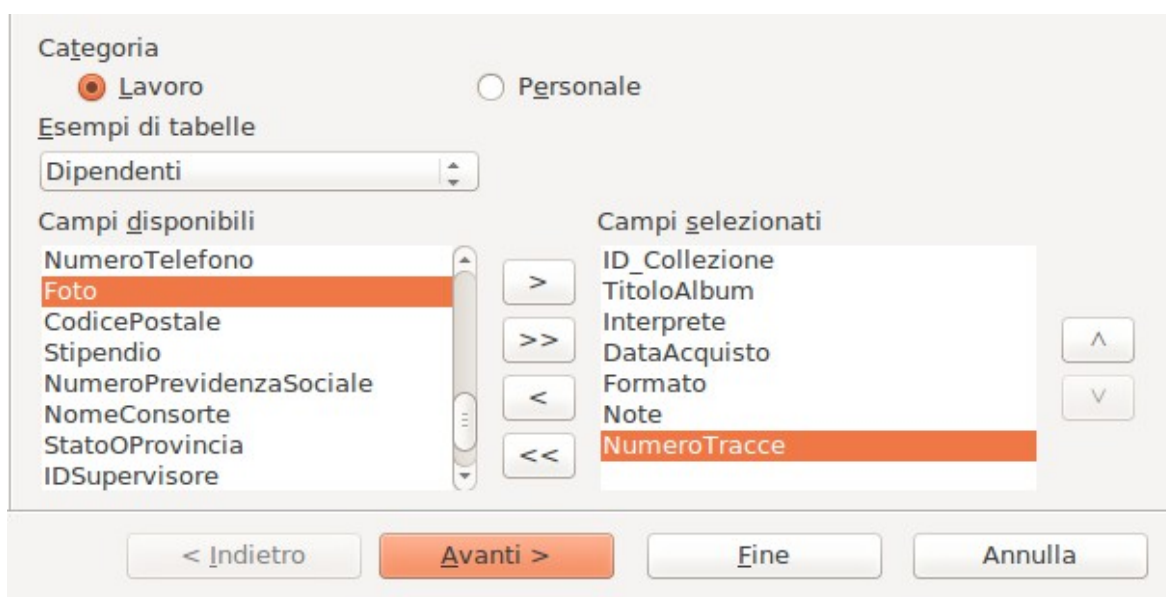 Categoria
Lavoro
Personale
Esempi di tabelle
Dipendenti
Campi disponibili
NumeroTelefono
Foto
CodicePostale
Stipendio
NumeroPrevidenzaSociale
NomeConsorte
StatoOProvincia
IDSupervisore
>
>>
<
<<
Campi selezionati
ID_Collezione
TitoloAlbum
Interprete
DataAcquisto
Formato
Note
NumeroTracce
< Indietro
Avanti >
Fine
Annulla